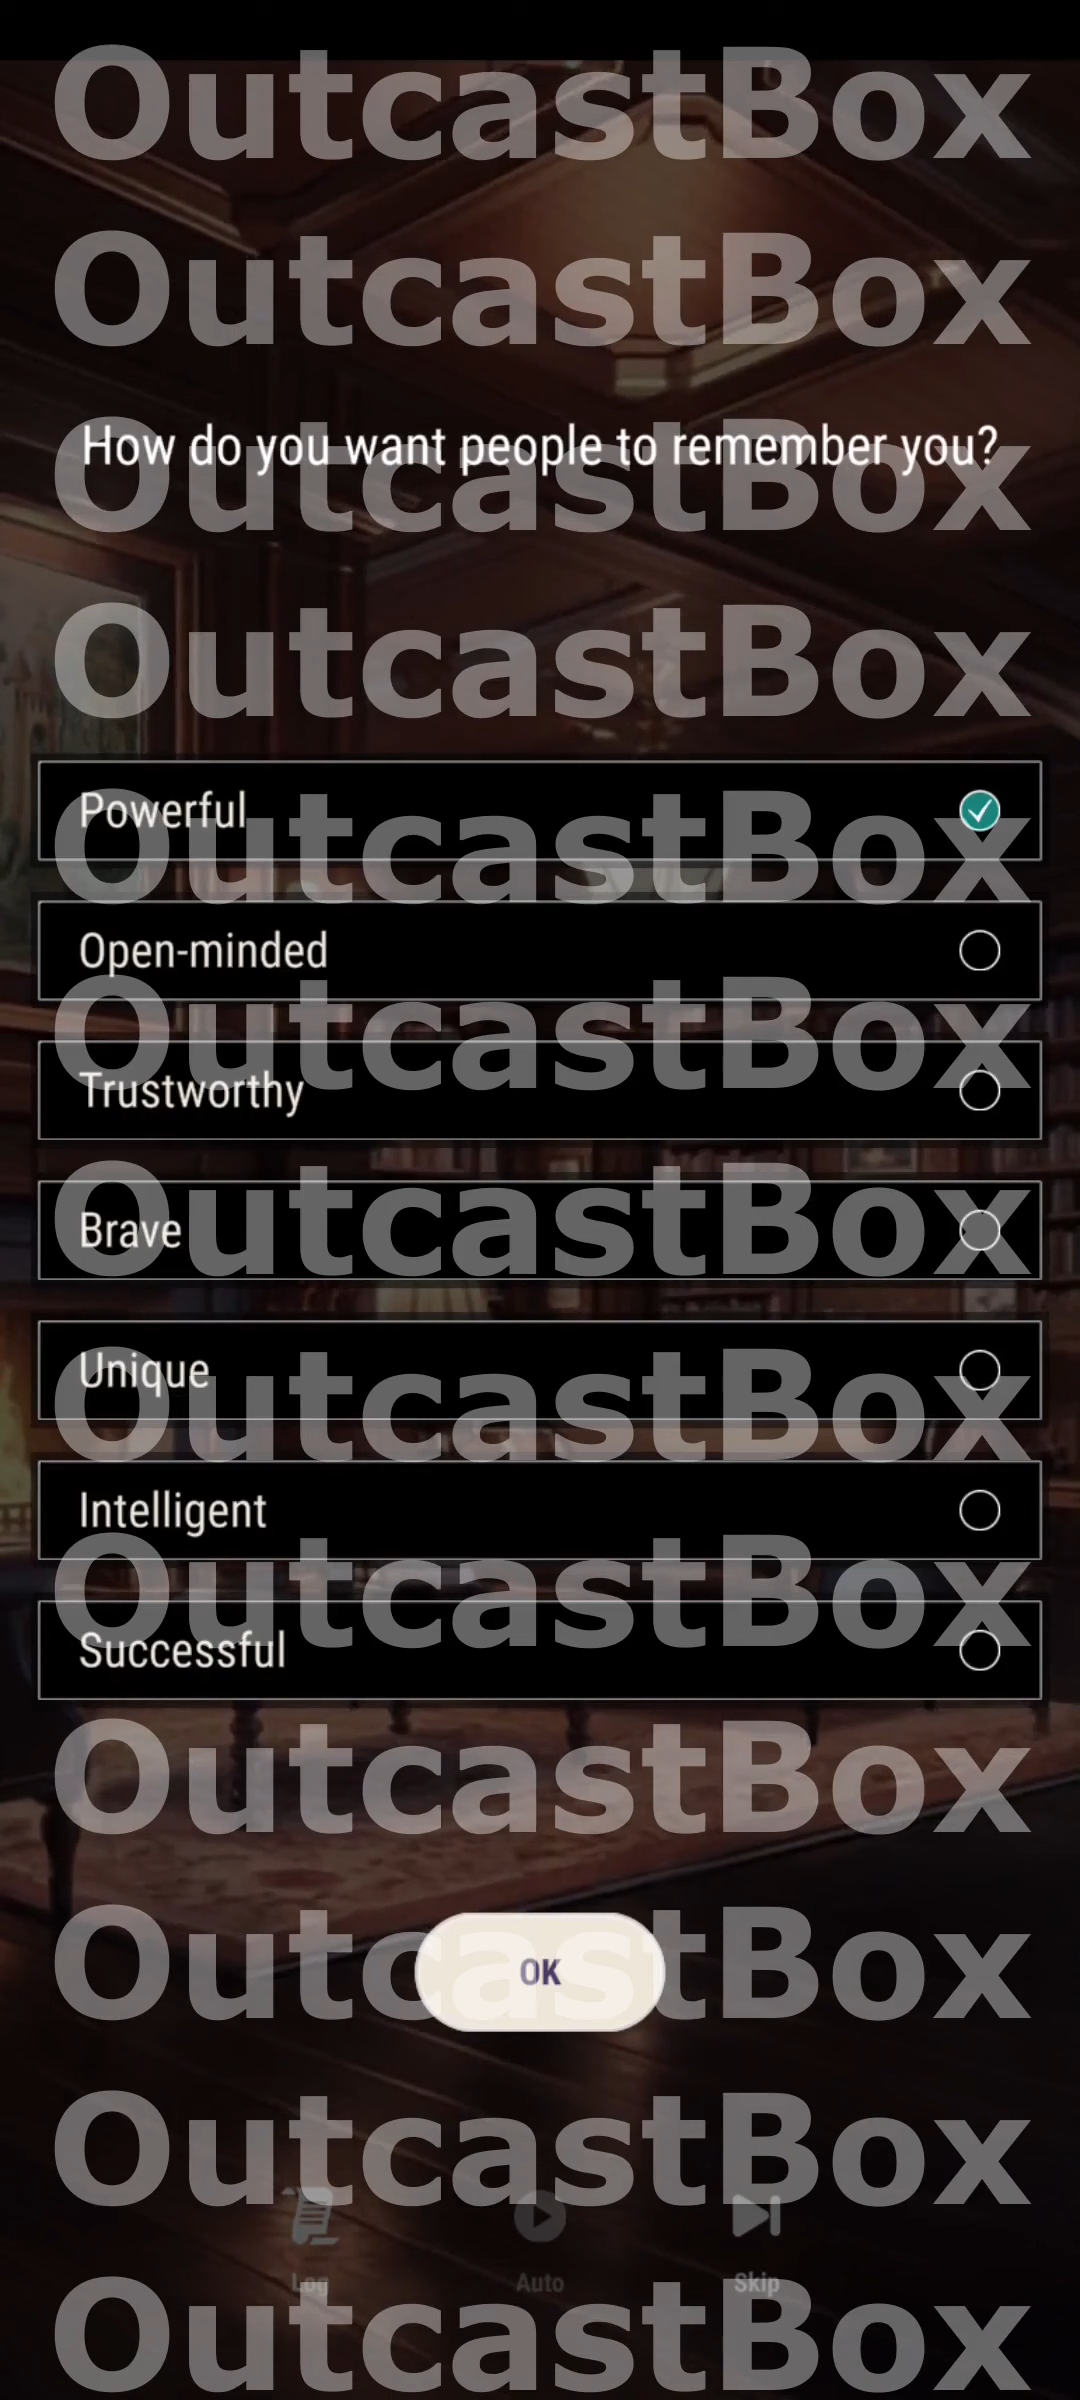 OutcastBox
OutcastBox
How do you want people to remember you?
OutcastBox
OutcastBox
Powerful
OutcastBox
Open-minded
OutcastBox
Trustworthy
OutcastBox
Brave
OutcastBox
Unique
Intelligent
OutcastBox
Successful
OutcastBox
OutcastBox
OK
OutcastBox
Log
Auto
Skip
OutcastBox